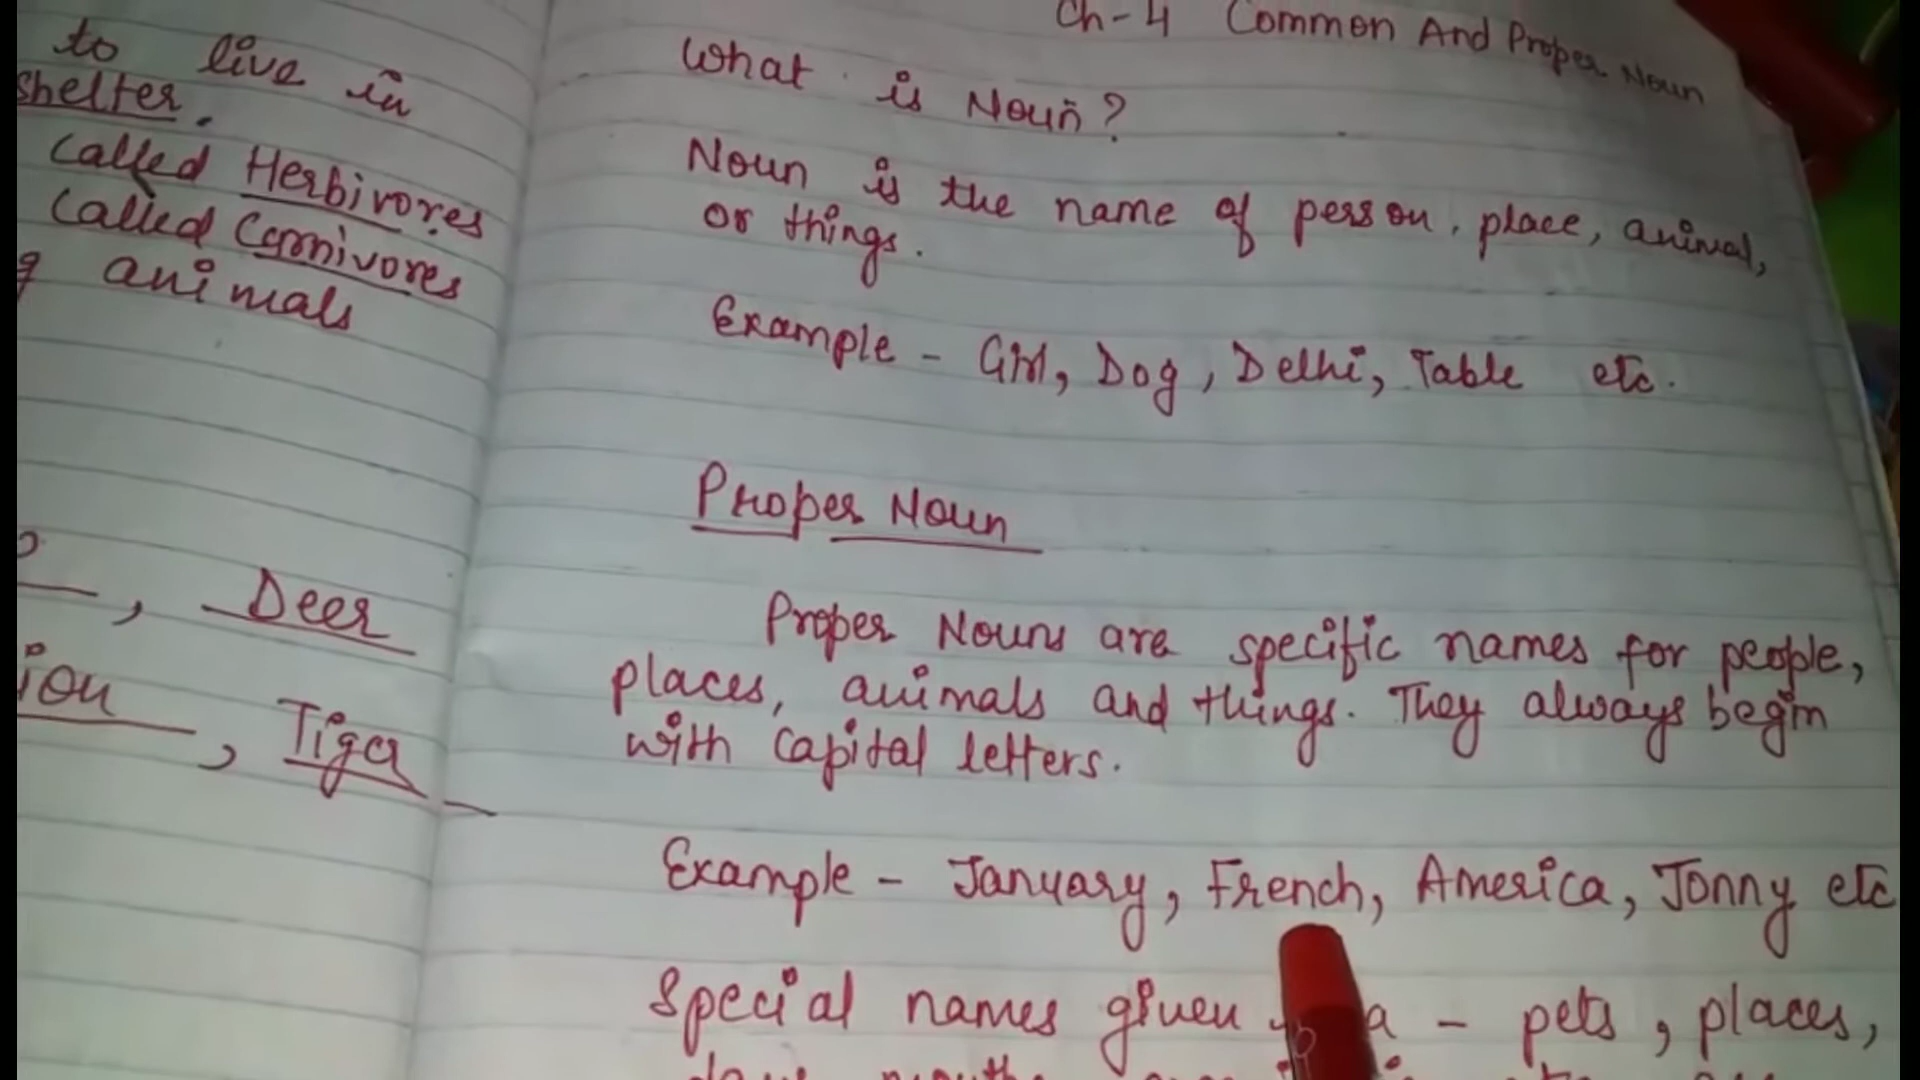 to live in
shelter.
called Herbivores
called Carnivores
animals
, Deer
, Tiger
Ch-4 Common And Proper Noun
What is Noun?
Noun is the name of person, place, animal,
or things.
Example - Girl, Dog, Delhi, Table etc.
Proper Noun
Proper Nouns are specific names for people,
places, animals and things. They always begin
with capital letters.
Example - January, French, America, Jonny etc
Special names given a - pets, places,